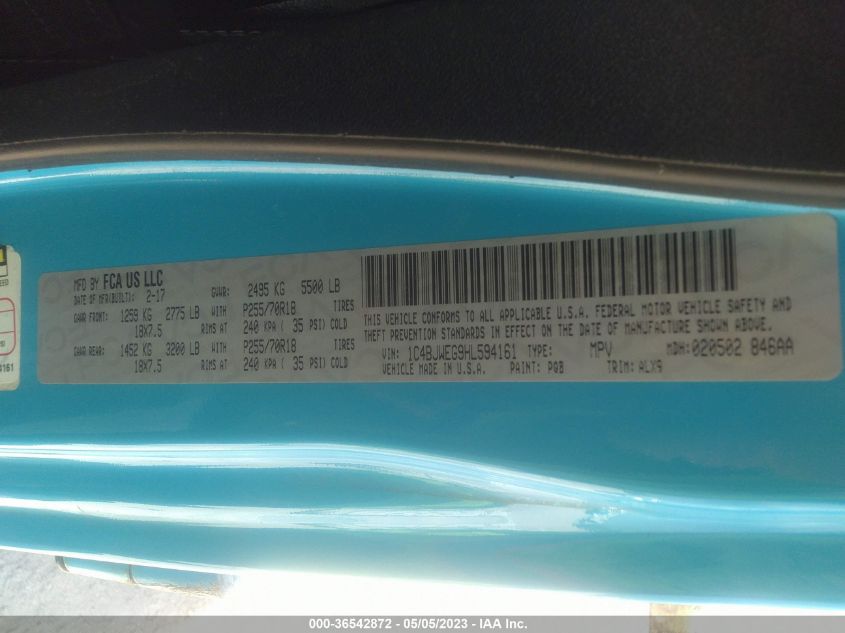 MFD BY FCA US LLC
DATE OF MFR(BUILT): 2-17 GVWR: 2495 KG 5500 LB
GAWR FRONT: 1259 KG 2775 LB WITH P255/70R18 TIRES
18X7.5 RIMS AT 240 KPA ( 35 PSI) COLD
GAWR REAR: 1452 KG 3200 LB WITH P255/70R18 TIRES
18X7.5 RIMS AT 240 KPA ( 35 PSI) COLD
THIS VEHICLE CONFORMS TO ALL APPLICABLE U.S.A. FEDERAL MOTOR VEHICLE SAFETY AND
THEFT PREVENTION STANDARDS IN EFFECT ON THE DATE OF MANUFACTURE SHOWN ABOVE.
VIN: 1C4BJWEG9HL594161 TYPE: MPV MDH:020502 846AA
VEHICLE MADE IN U.S.A. PAINT: PGB TRIM: ALX9
4161
000-36542872 - 05/05/2023 - IAA Inc.